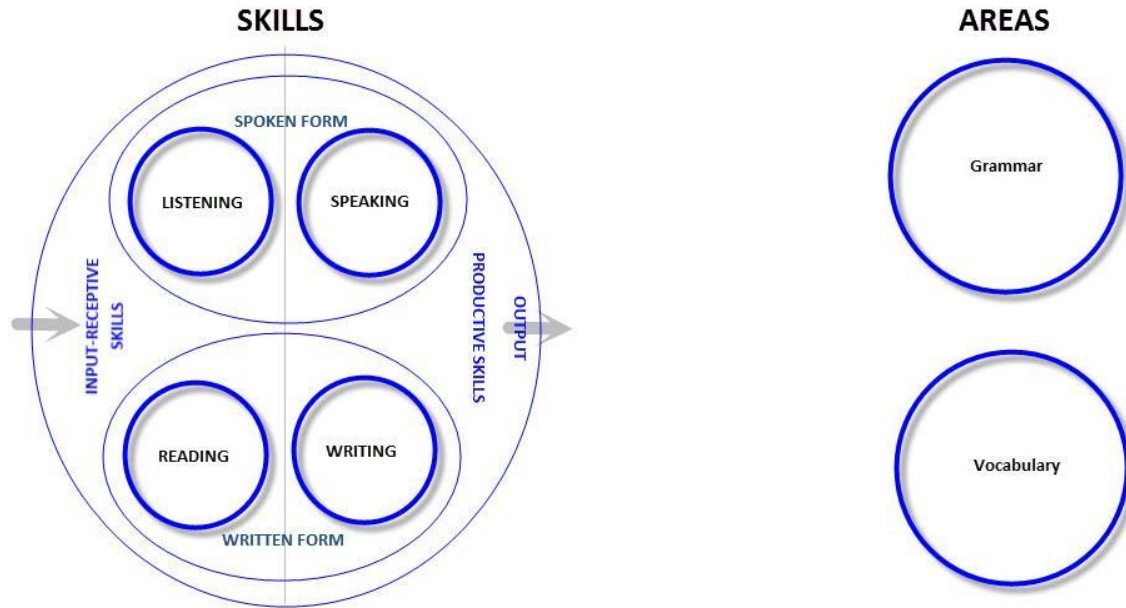 SKILLS
AREAS
SPOKEN FORM
LISTENING
SPEAKING
INPUT-RECEPTIVE
SKILLS
PRODUCTIVE SKILLS
OUTPUT
READING
WRITING
WRITTEN FORM
Grammar
Vocabulary